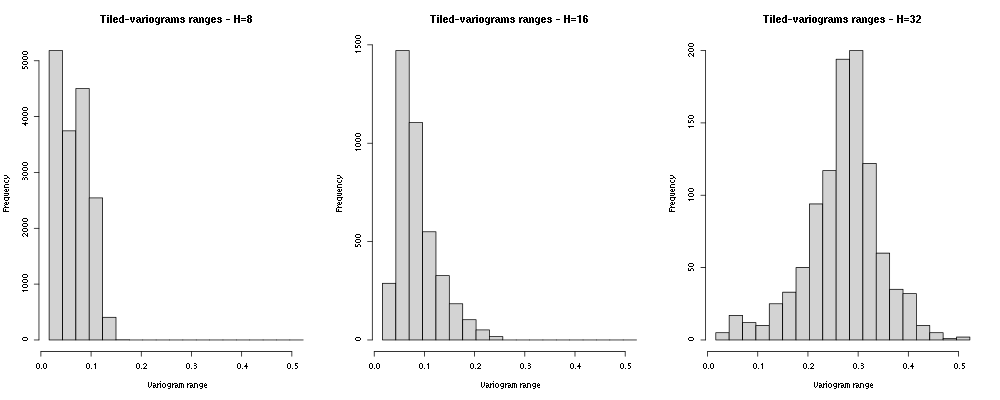 Tiled-variograms ranges - H=8
5000
4000
3000
2000
1000
0
Frequency
0.0 0.1 0.2 0.3 0.4 0.5
Variogram range
Tiled-variograms ranges - H=16
1500
1000
500
0
Frequency
0.0 0.1 0.2 0.3 0.4 0.5
Variogram range
Tiled-variograms ranges - H=32
200
150
100
50
0
Frequency
0.0 0.1 0.2 0.3 0.4 0.5
Variogram range